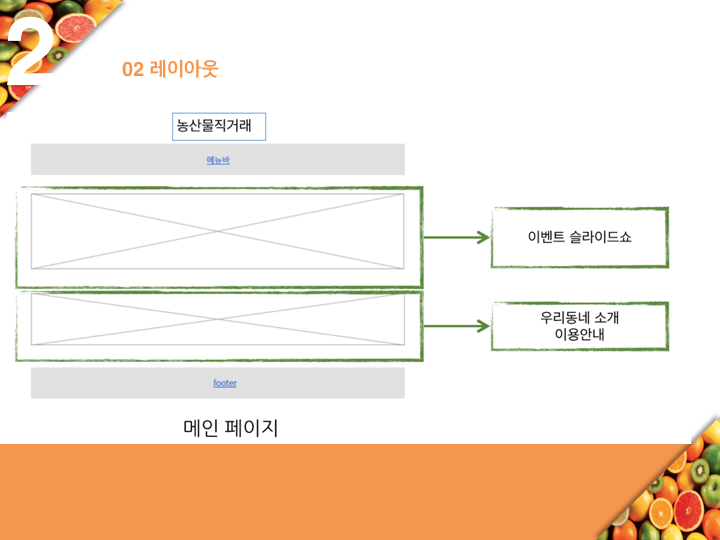 2
02 레이아웃
농산물직거래
메뉴바
이벤트 슬라이드쇼
우리동네 소개
이용안내
footer
메인 페이지